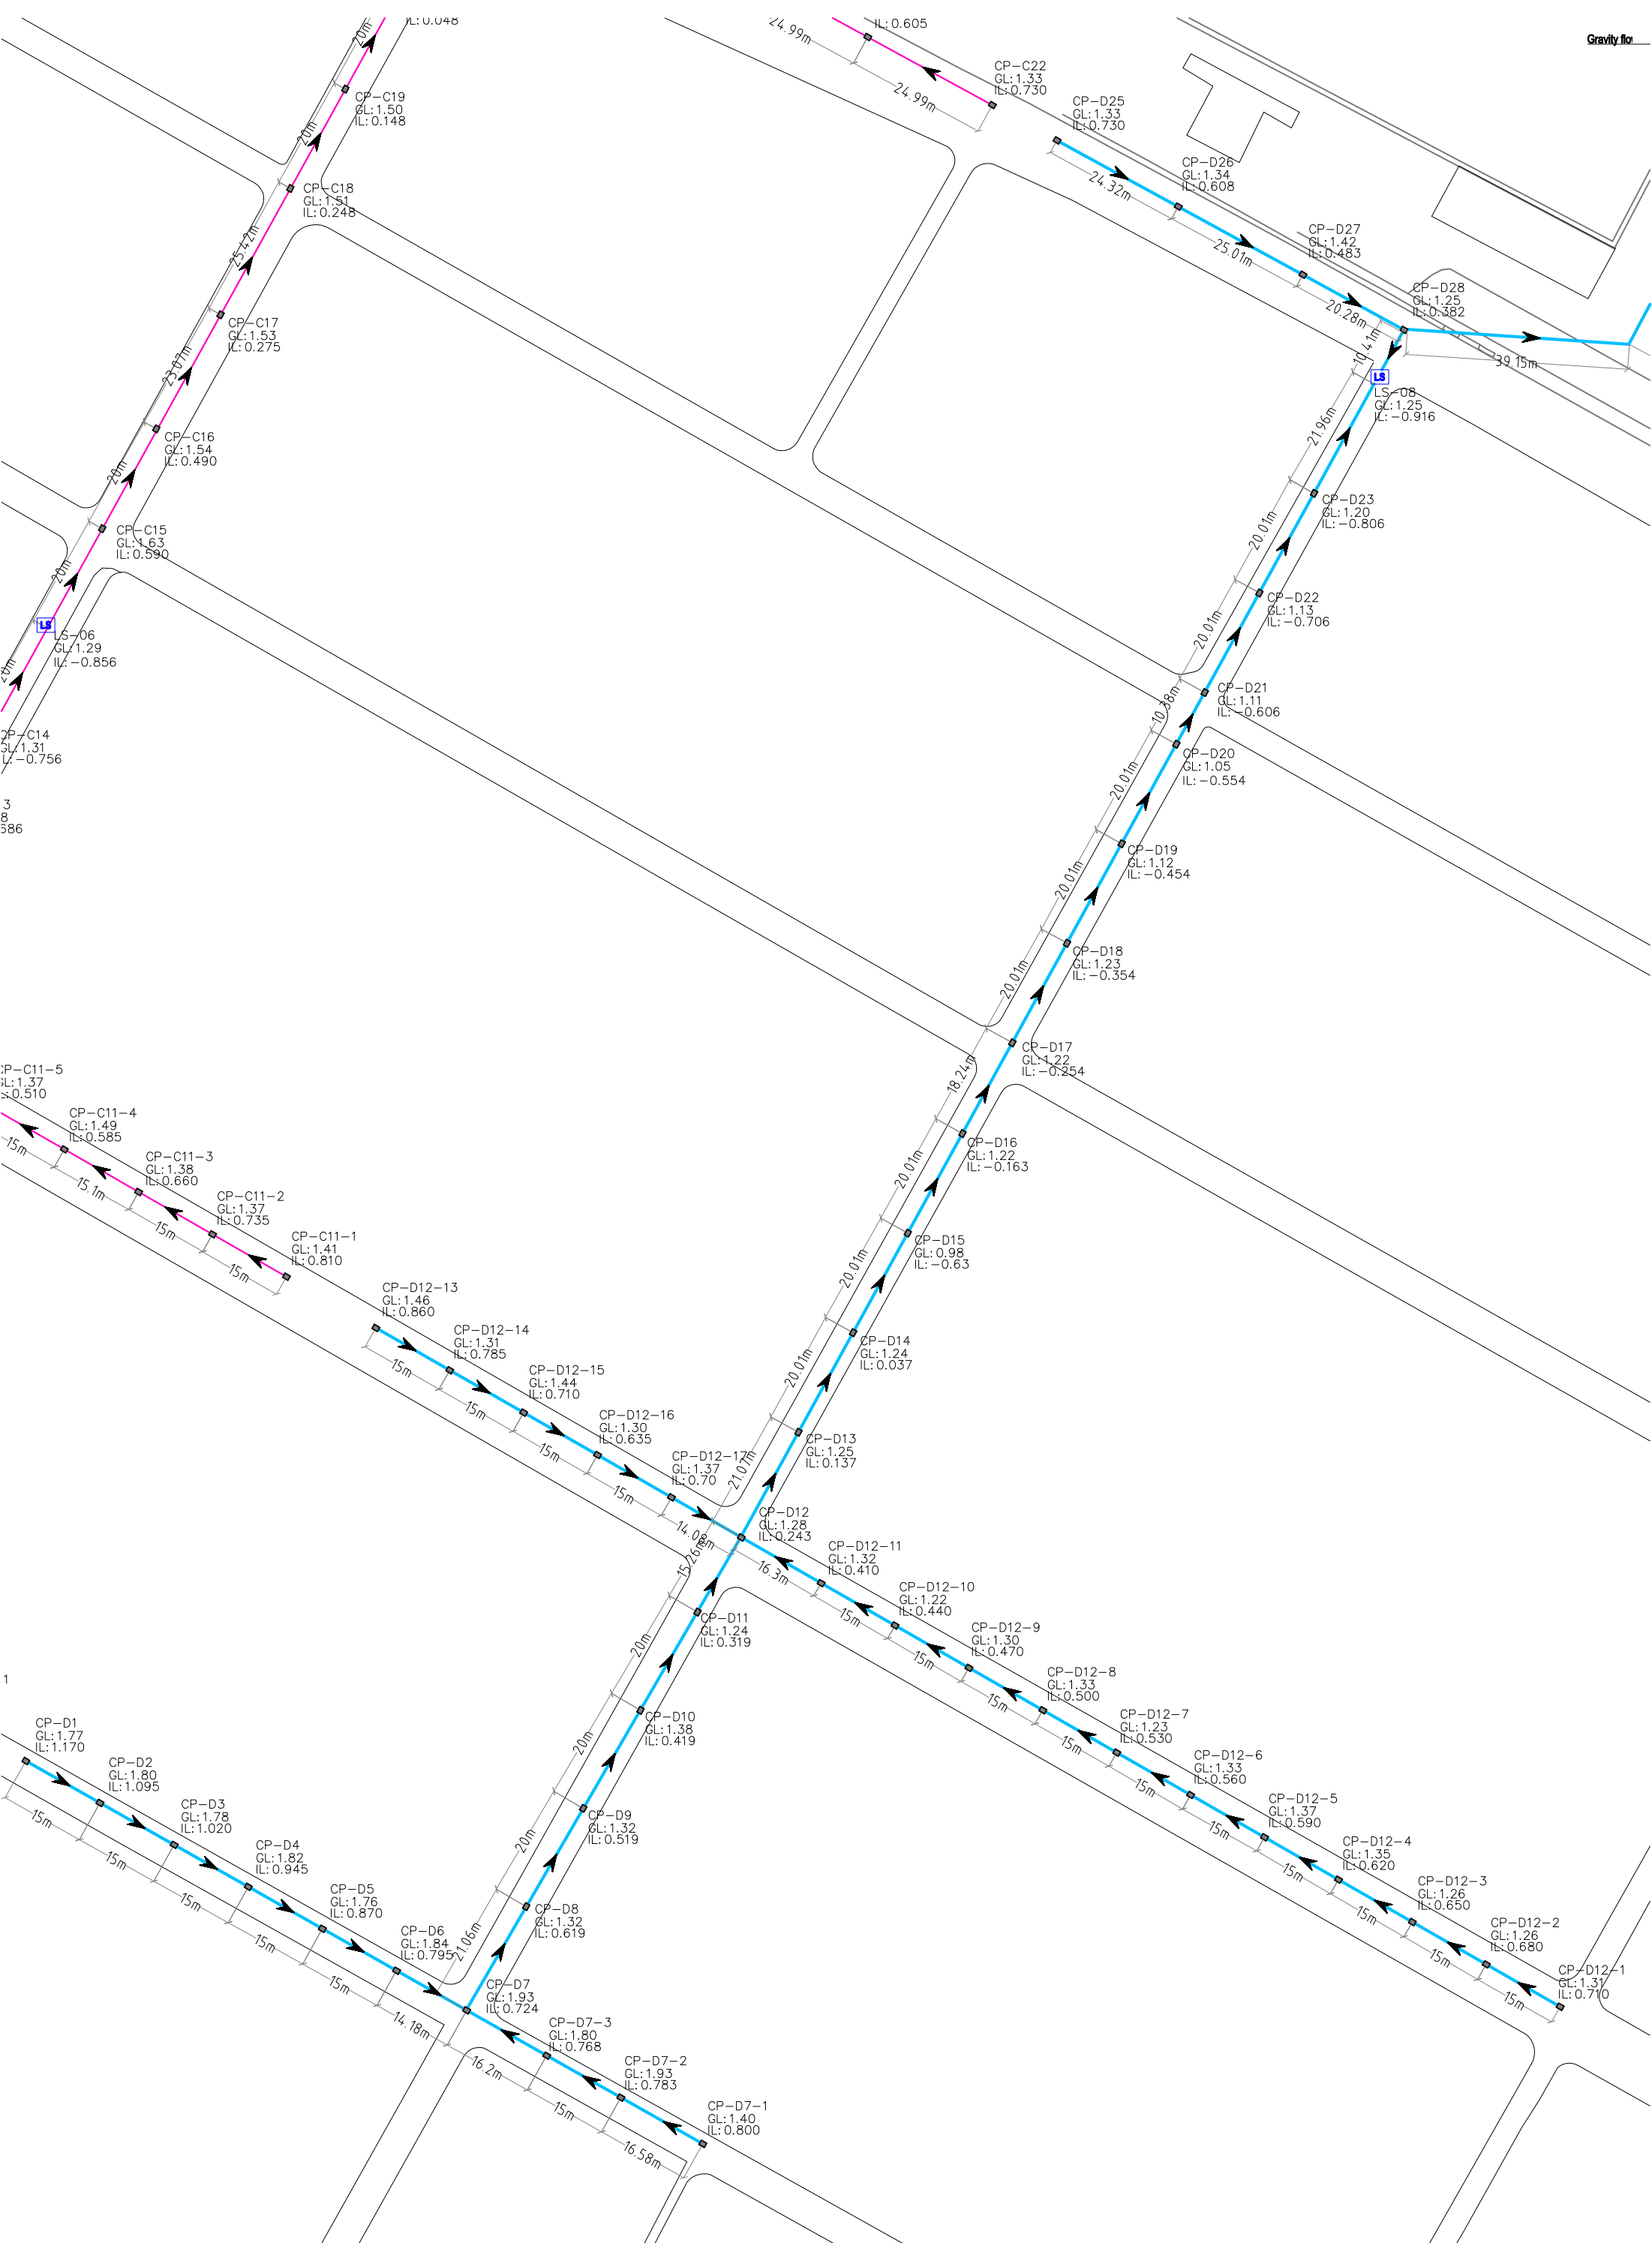 IL: 0.048
20m
CP-C19
GL: 1.50
IL: 0.148
20m
CP-C18
GL: 1.51
IL: 0.248
25.42m
CP-C17
GL: 1.53
IL: 0.275
23.07m
CP-C16
GL: 1.54
IL: 0.490
20m
CP-C15
GL: 1.63
IL: 0.590
20m
LS
LS-06
GL: 1.29
IL: -0.856
20m
CP-C14
GL: 1.31
IL: -0.756
3
8
586
24.99m
IL: 0.605
24.99m
CP-C22
GL: 1.33
IL: 0.730
Gravity flo
CP-D25
GL: 1.33
IL: 0.730
24.32m
CP-D26
GL: 1.34
IL: 0.608
25.01m
CP-D27
GL: 1.42
IL: 0.483
20.28m
CP-D28
GL: 1.25
IL: 0.382
39.15m
10.41m
LS
LS-08
GL: 1.25
IL: -0.916
21.96m
CP-D23
GL: 1.20
IL: -0.806
20.01m
CP-D22
GL: 1.13
IL: -0.706
20.01m
CP-D21
GL: 1.11
IL: -0.606
10.38m
CP-D20
GL: 1.05
IL: -0.554
20.01m
CP-D19
GL: 1.12
IL: -0.454
20.01m
CP-D18
GL: 1.23
IL: -0.354
20.01m
CP-D17
GL: 1.22
IL: -0.254
18.24m
CP-D16
GL: 1.22
IL: -0.163
20.01m
CP-D15
GL: 0.98
IL: -0.63
20.01m
CP-D14
GL: 1.24
IL: 0.037
20.01m
CP-D13
GL: 1.25
IL: 0.137
21.07m
CP-C11-5
GL: 1.37
IL: 0.510
15m
CP-C11-4
GL: 1.49
IL: 0.585
15.1m
CP-C11-3
GL: 1.38
IL: 0.660
15m
CP-C11-2
GL: 1.37
IL: 0.735
15m
CP-C11-1
GL: 1.41
IL: 0.810
CP-D12-13
GL: 1.46
IL: 0.860
15m
CP-D12-14
GL: 1.31
IL: 0.785
15m
CP-D12-15
GL: 1.44
IL: 0.710
15m
CP-D12-16
GL: 1.30
IL: 0.635
15m
CP-D12-17
GL: 1.37
IL: 0.70
14.08m
CP-D12
GL: 1.28
IL: 0.243
16.3m
CP-D12-11
GL: 1.32
IL: 0.410
15m
CP-D12-10
GL: 1.22
IL: 0.440
15m
CP-D12-9
GL: 1.30
IL: 0.470
15m
CP-D12-8
GL: 1.33
IL: 0.500
15m
CP-D12-7
GL: 1.23
IL: 0.530
15m
CP-D12-6
GL: 1.33
IL: 0.560
15m
CP-D12-5
GL: 1.37
IL: 0.590
15m
CP-D12-4
GL: 1.35
IL: 0.620
15m
CP-D12-3
GL: 1.26
IL: 0.650
15m
CP-D12-2
GL: 1.26
IL: 0.680
15m
CP-D12-1
GL: 1.31
IL: 0.710
15.26m
CP-D11
GL: 1.24
IL: 0.319
20m
CP-D10
GL: 1.38
IL: 0.419
20m
CP-D9
GL: 1.32
IL: 0.519
20m
CP-D8
GL: 1.32
IL: 0.619
21.06m
1
CP-D1
GL: 1.77
IL: 1.170
15m
CP-D2
GL: 1.80
IL: 1.095
15m
CP-D3
GL: 1.78
IL: 1.020
15m
CP-D4
GL: 1.82
IL: 0.945
15m
CP-D5
GL: 1.76
IL: 0.870
15m
CP-D6
GL: 1.84
IL: 0.795
14.18m
CP-D7
GL: 1.93
IL: 0.724
16.2m
CP-D7-3
GL: 1.80
IL: 0.768
15m
CP-D7-2
GL: 1.93
IL: 0.783
16.58m
CP-D7-1
GL: 1.40
IL: 0.800